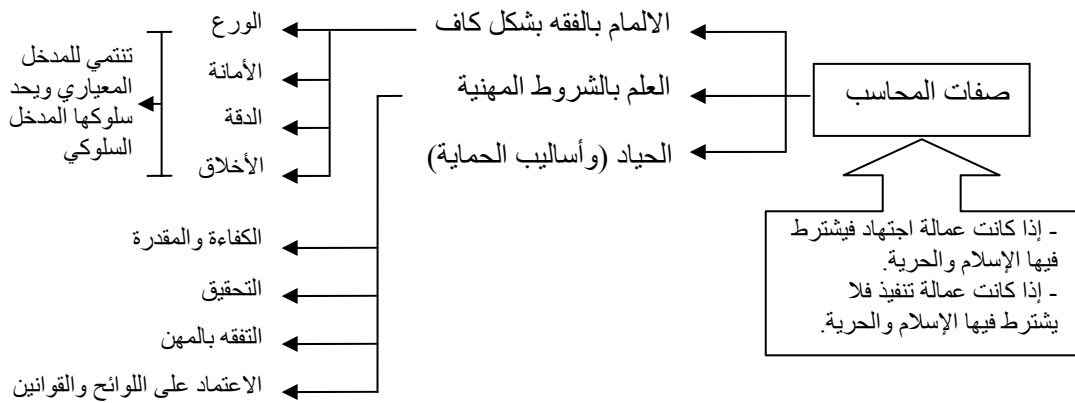 صفات المحاسب
- إذا كانت عمالة اجتهاد فيشترط
فيها الإسلام والحرية.
- إذا كانت عمالة تنفيذ فلا
يشترط فيها الإسلام والحرية.
الالمام بالفقه بشكل كاف
العلم بالشروط المهنية
الحياد (وأساليب الحماية)
الورع
الأمانة
الدقة
الأخلاق
تنتمي للمدخل
المعياري ويحد
سلوكها المدخل
السلوكي
الكفاءة والمقدرة
التحقيق
التفقه بالمهن
الاعتماد على اللوائح والقوانين